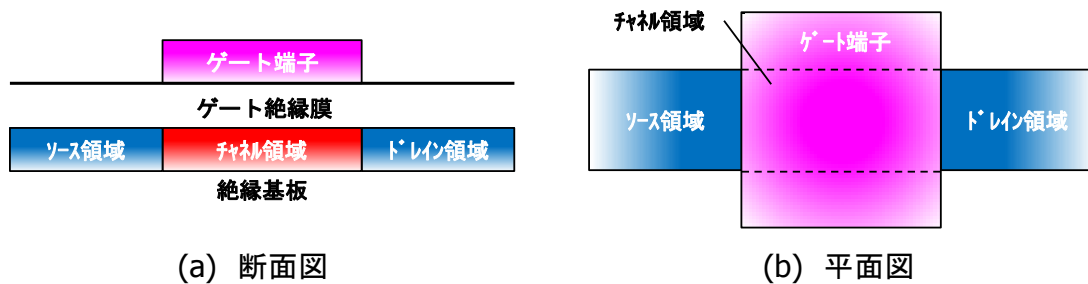 ゲート端子
ゲート絶縁膜
ソース領域 チャネル領域 ドレイン領域
絶縁基板
(a) 断面図
チャネル領域
ゲート端子
ソース領域 ドレイン領域
(b) 平面図